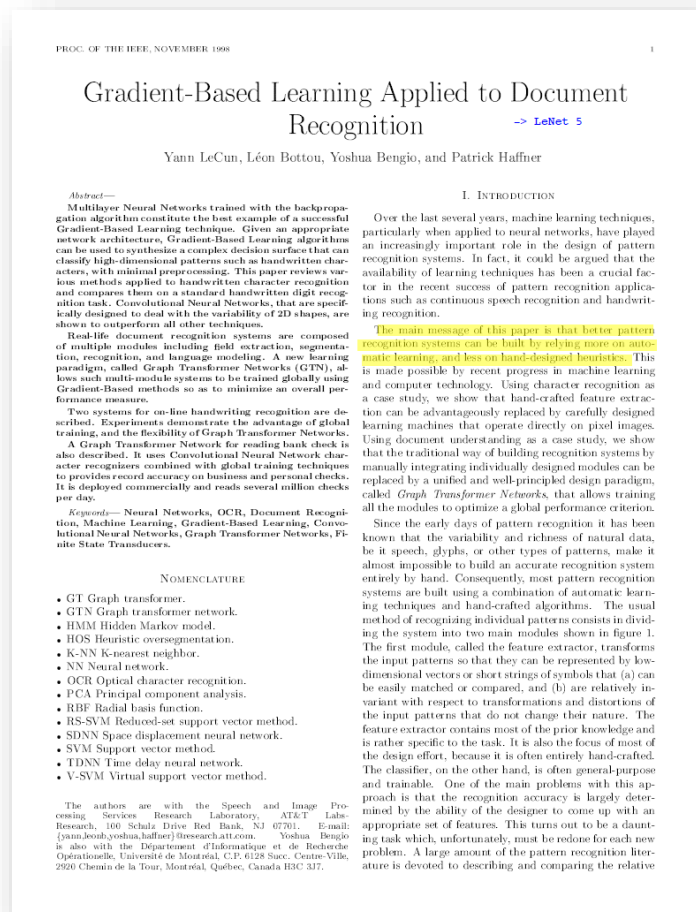 PROC. OF THE IEEE, NOVEMBER 1998
1
Gradient-Based Learning Applied to Document
Recognition
-> LeNet 5
Yann LeCun, Léon Bottou, Yoshua Bengio, and Patrick Haffner
Abstract—
Multilayer Neural Networks trained with the backpropa-
gation algorithm constitute the best example of a successful
Gradient-Based Learning technique. Given an appropriate
network architecture, Gradient-Based Learning algorithms
can be used to synthesize a complex decision surface that can
classify high-dimensional patterns such as handwritten char-
acters, with minimal preprocessing. This paper reviews var-
ious methods applied to handwritten character recognition
and compares them on a standard handwritten digit recog-
nition task. Convolutional Neural Networks, that are specif-
ically designed to deal with the variability of 2D shapes, are
shown to outperform all other techniques.
Real-life document recognition systems are composed
of multiple modules including field extraction, segmenta-
tion, recognition, and language modeling. A new learning
paradigm, called Graph Transformer Networks (GTN), al-
lows such multi-module systems to be trained globally using
Gradient-Based methods so as to minimize an overall per-
formance measure.
Two systems for on-line handwriting recognition are de-
scribed. Experiments demonstrate the advantage of global
training, and the flexibility of Graph Transformer Networks.
A Graph Transformer Network for reading bank check is
also described. It uses Convolutional Neural Network char-
acter recognizers combined with global training techniques
to provides record accuracy on business and personal checks.
It is deployed commercially and reads several million checks
per day.
Keywords— Neural Networks, OCR, Document Recogni-
tion, Machine Learning, Gradient-Based Learning, Convo-
lutional Neural Networks, Graph Transformer Networks, Fi-
nite State Transducers.
Nomenclature
• GT Graph transformer.
• GTN Graph transformer network.
• HMM Hidden Markov model.
• HOS Heuristic oversegmentation.
• K-NN K-nearest neighbor.
• NN Neural network.
• OCR Optical character recognition.
• PCA Principal component analysis.
• RBF Radial basis function.
• RS-SVM Reduced-set support vector method.
• SDNN Space displacement neural network.
• SVM Support vector method.
• TDNN Time delay neural network.
• V-SVM Virtual support vector method.
The authors are with the Speech and Image Pro-
cessing Services Research Laboratory, AT&T Labs-
Research, 100 Schulz Drive Red Bank, NJ 07701. E-mail:
{yann,leonb,yoshua,haffner}@research.att.com. Yoshua Bengio
is also with the Département d'Informatique et de Recherche
Opérationelle, Université de Montréal, C.P. 6128 Succ. Centre-Ville,
2920 Chemin de la Tour, Montréal, Québec, Canada H3C 3J7.
I. Introduction
Over the last several years, machine learning techniques,
particularly when applied to neural networks, have played
an increasingly important role in the design of pattern
recognition systems. In fact, it could be argued that the
availability of learning techniques has been a crucial fac-
tor in the recent success of pattern recognition applica-
tions such as continuous speech recognition and handwrit-
ing recognition.
The main message of this paper is that better pattern
recognition systems can be built by relying more on auto-
matic learning, and less on hand-designed heuristics. This
is made possible by recent progress in machine learning
and computer technology. Using character recognition as
a case study, we show that hand-crafted feature extrac-
tion can be advantageously replaced by carefully designed
learning machines that operate directly on pixel images.
Using document understanding as a case study, we show
that the traditional way of building recognition systems by
manually integrating individually designed modules can be
replaced by a unified and well-principled design paradigm,
called Graph Transformer Networks, that allows training
all the modules to optimize a global performance criterion.
Since the early days of pattern recognition it has been
known that the variability and richness of natural data,
be it speech, glyphs, or other types of patterns, make it
almost impossible to build an accurate recognition system
entirely by hand. Consequently, most pattern recognition
systems are built using a combination of automatic learn-
ing techniques and hand-crafted algorithms. The usual
method of recognizing individual patterns consists in divid-
ing the system into two main modules shown in figure 1.
The first module, called the feature extractor, transforms
the input patterns so that they can be represented by low-
dimensional vectors or short strings of symbols that (a) can
be easily matched or compared, and (b) are relatively in-
variant with respect to transformations and distortions of
the input patterns that do not change their nature. The
feature extractor contains most of the prior knowledge and
is rather specific to the task. It is also the focus of most of
the design effort, because it is often entirely hand-crafted.
The classifier, on the other hand, is often general-purpose
and trainable. One of the main problems with this ap-
proach is that the recognition accuracy is largely deter-
mined by the ability of the designer to come up with an
appropriate set of features. This turns out to be a daunt-
ing task which, unfortunately, must be redone for each new
problem. A large amount of the pattern recognition liter-
ature is devoted to describing and comparing the relative